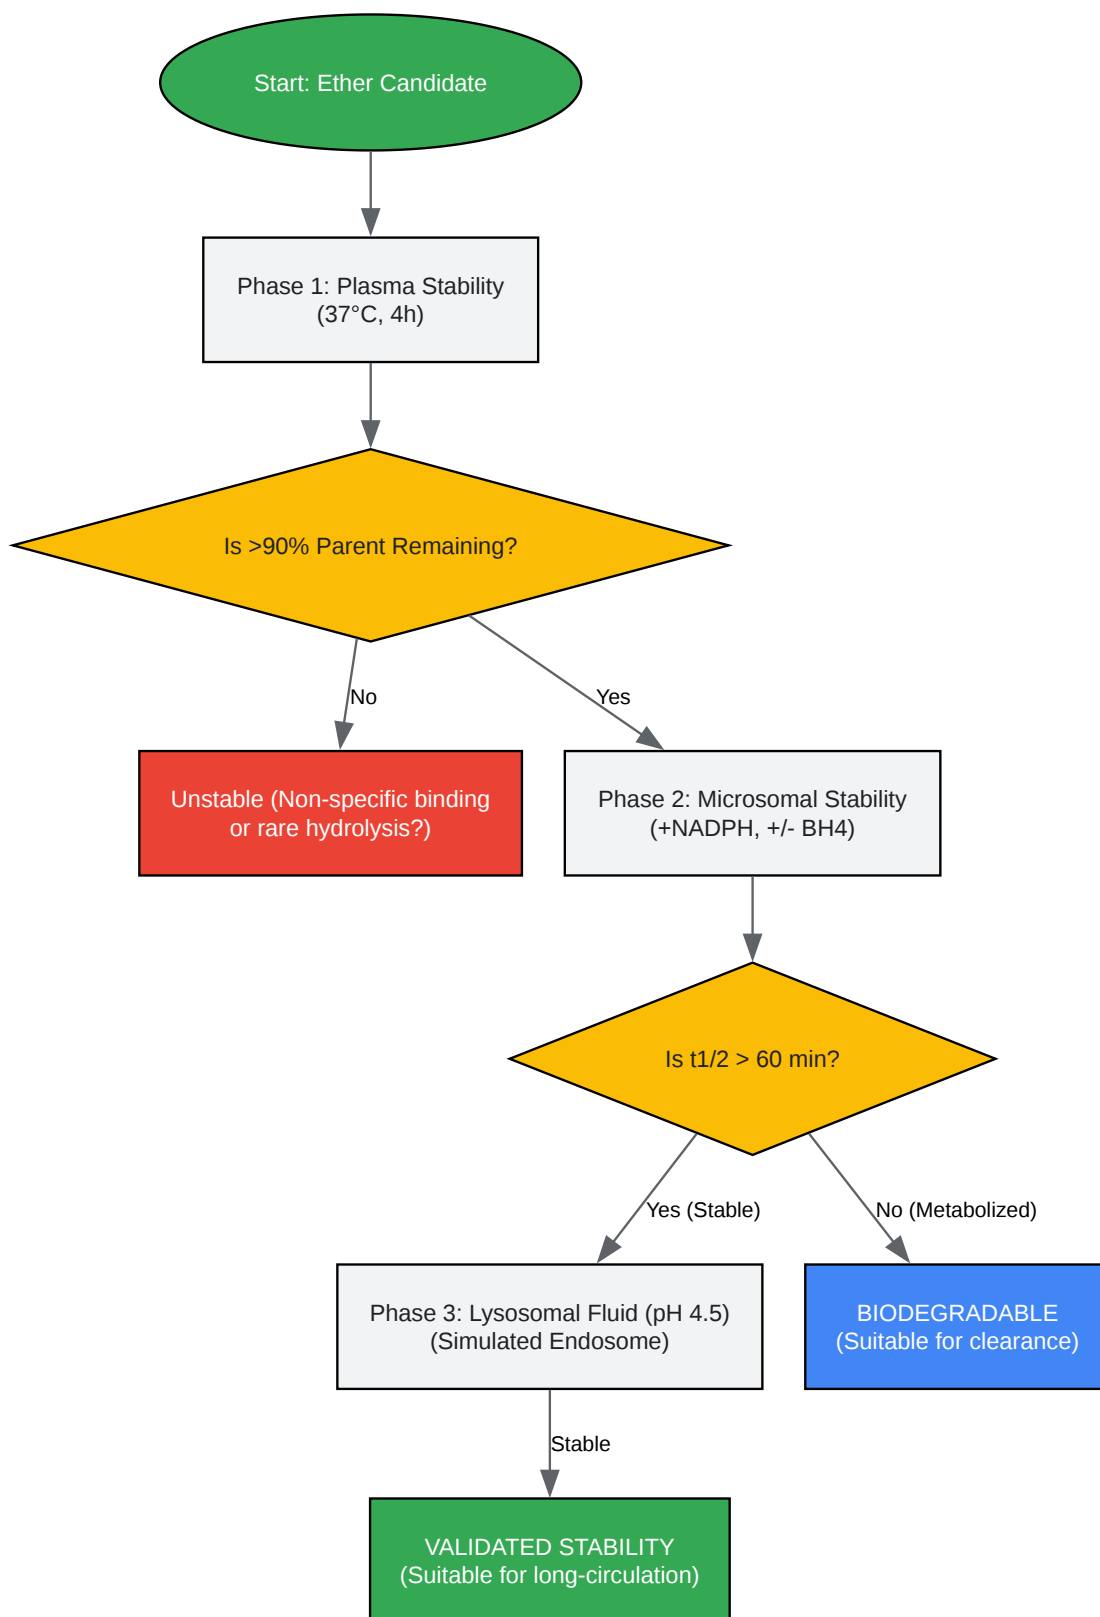 Start: Ether Candidate
Phase 1: Plasma Stability
(37°C, 4h)
Is >90% Parent Remaining?
No
Yes
Unstable (Non-specific binding
or rare hydrolysis?)
Phase 2: Microsomal Stability
(+NADPH, +/- BH4)
Is t1/2 > 60 min?
Yes (Stable)
No (Metabolized)
Phase 3: Lysosomal Fluid (pH 4.5)
(Simulated Endosome)
BIODEGRADABLE
(Suitable for clearance)
Stable
VALIDATED STABILITY
(Suitable for long-circulation)